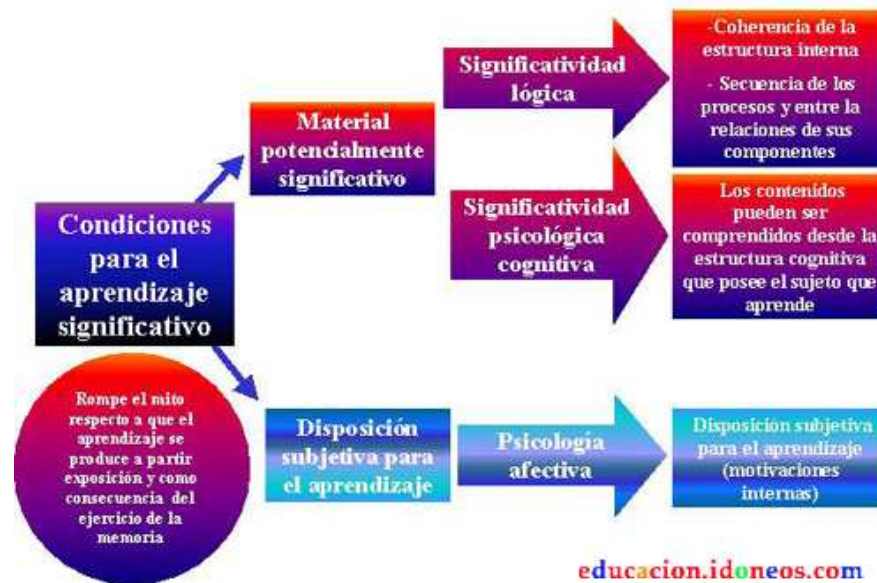 Condiciones
para el
aprendizaje
significativo
Rompe el mito
respecto a que el
aprendizaje se
produce a partir
exposición y como
consecuencia del
ejercicio de la
memoria
Material
potencialmente
significativo
Significatividad
lógica
-Coherencia de la
estructura interna
- Secuencia de los
procesos y entre la
relaciones de sus
componentes
Significatividad
psicológica
cognitiva
Los contenidos
pueden ser
comprendidos desde la
estructura cognitiva
que posee el sujeto que
aprende
Disposición
subjetiva para
el aprendizaje
Psicología
afectiva
Disposición subjetiva
para el aprendizaje
(motivaciones
internas)
educacion.idoneos.com